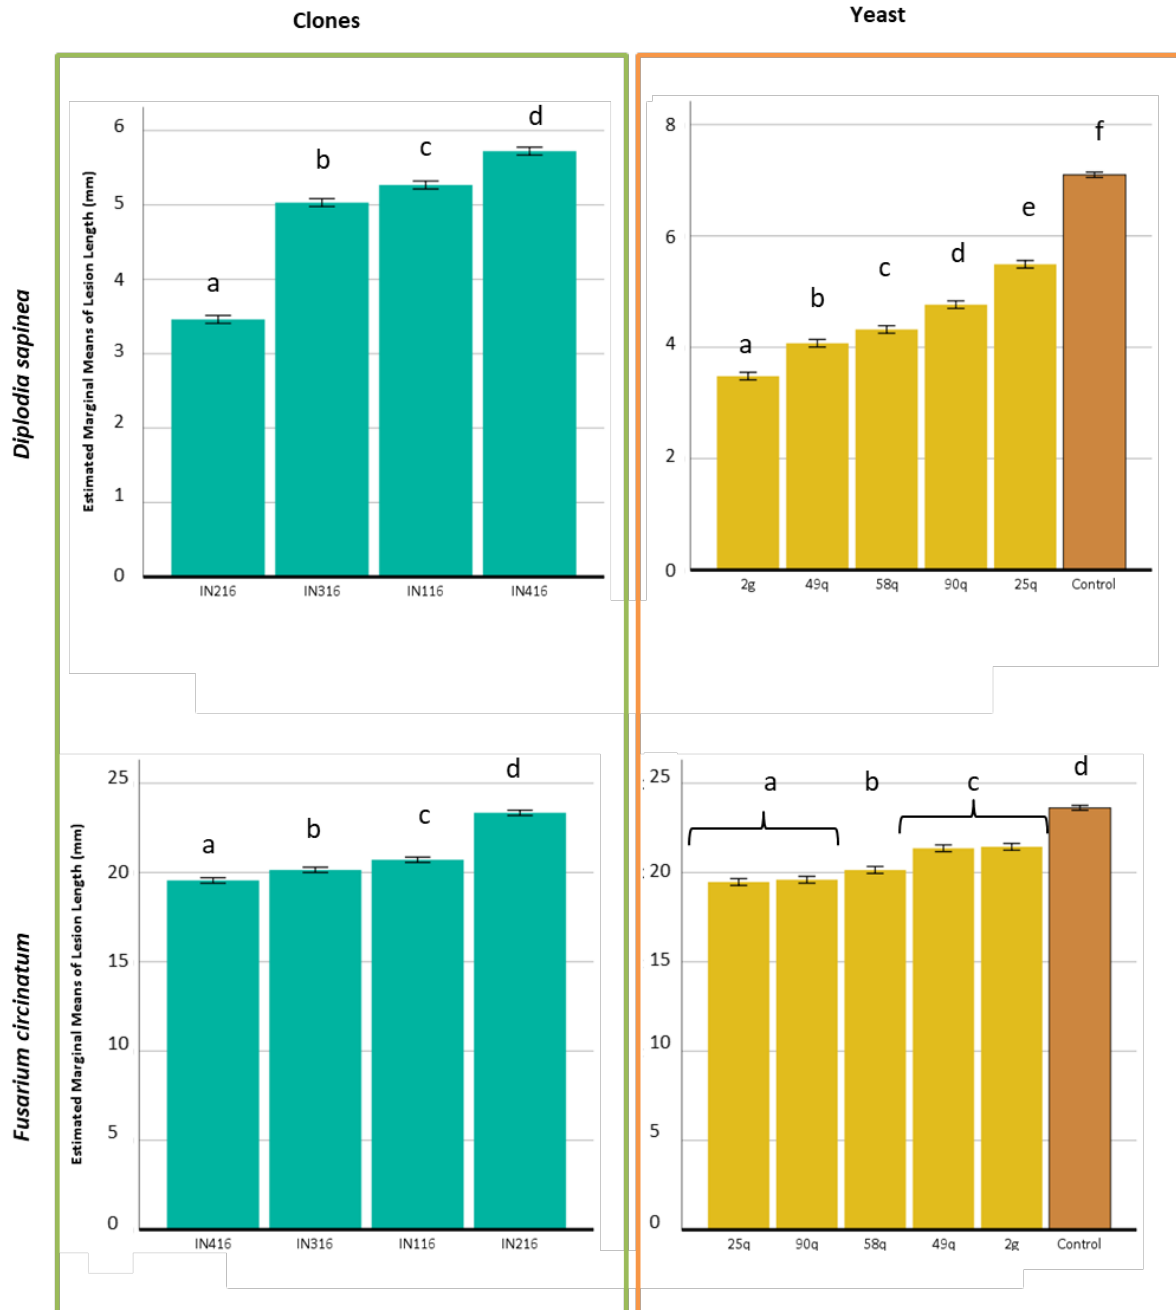 Clones
Yeast
Diplodia sapinea
Estimated Marginal Means of Lesion Length (mm)
6
5
4
3
2
1
0
a
b
c
d
IN216 IN316 IN116 IN416
8
6
4
2
0
a
b
c
d
e
f
2g 49q 58q 90q 25q Control
Fusarium circinatum
Estimated Marginal Means of Lesion Length (mm)
25
20
15
10
5
0
a
b
c
d
IN416 IN316 IN116 IN216
25
20
15
10
5
0
a
b
c
d
25q 90q 58q 49q 2g Control